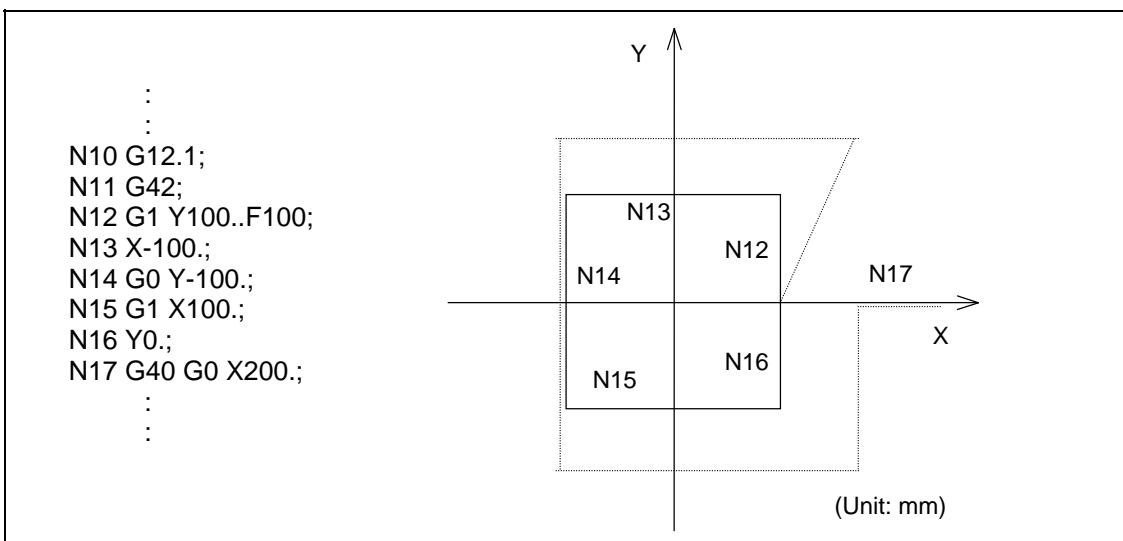 :
:
N10 G12.1;
N11 G42;
N12 G1 Y100..F100;
N13 X-100.;
N14 G0 Y-100.;
N15 G1 X100.;
N16 Y0.;
N17 G40 G0 X200.;
:
:
Y
N13
N12
N14
N17
X
N16
N15
(Unit: mm)